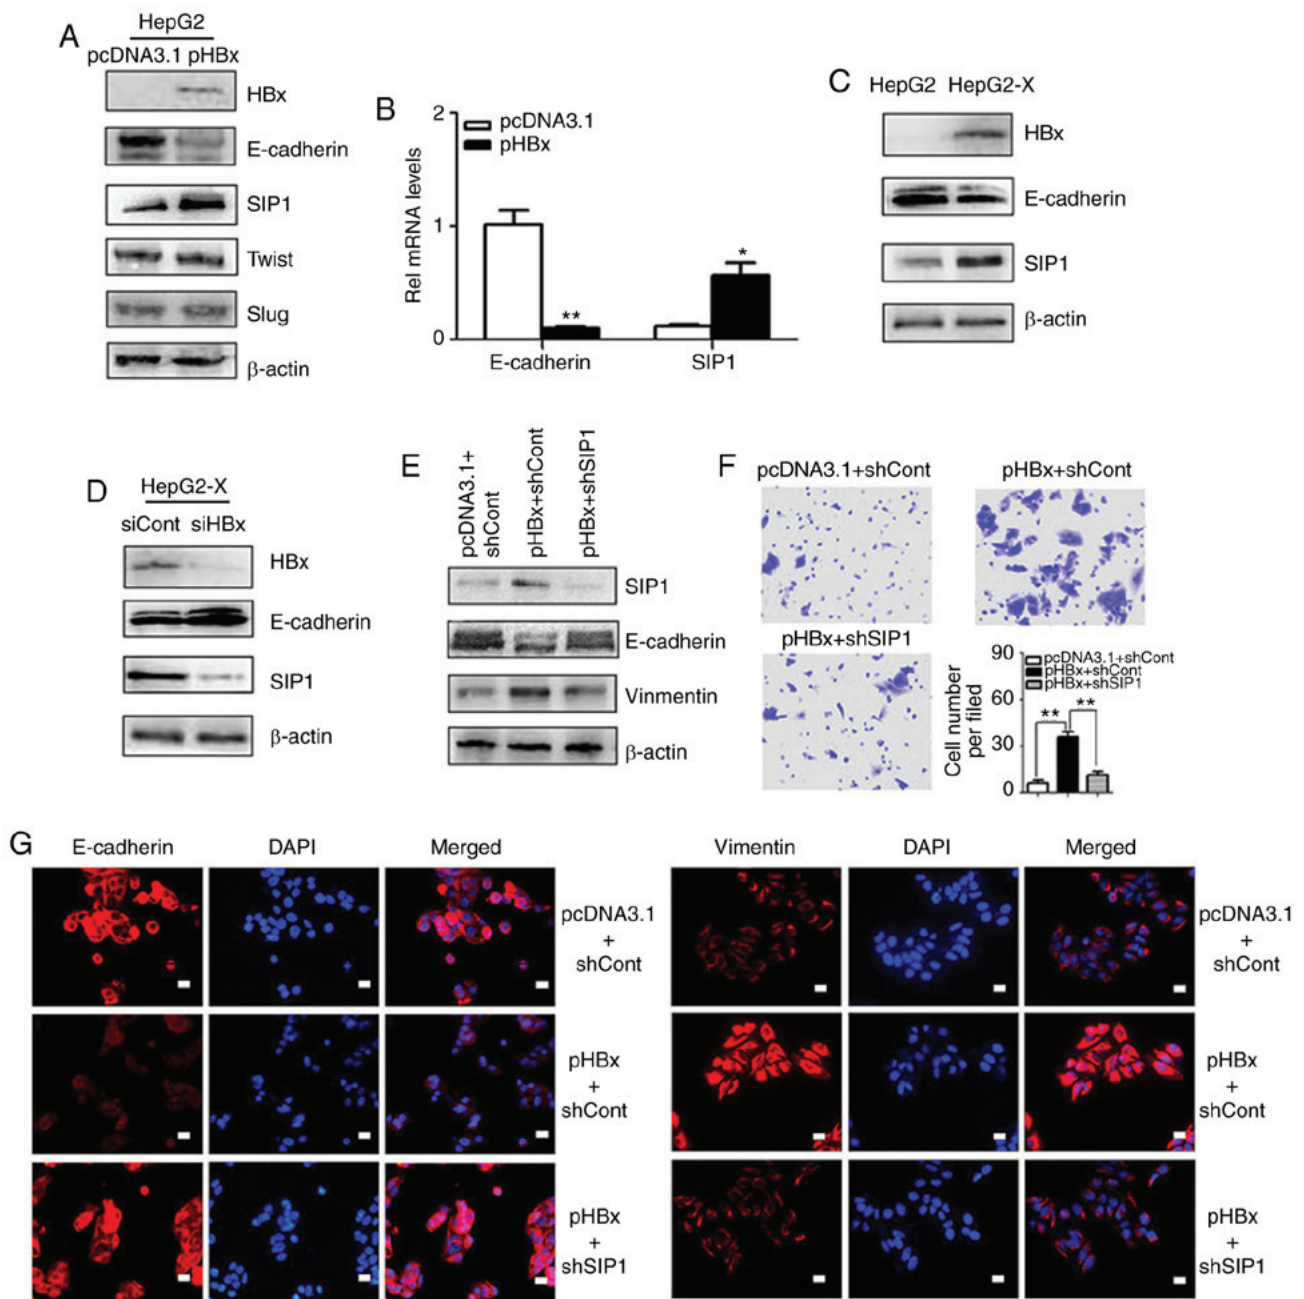 A
HepG2
pcDNA3.1 pHBx
HBx
E-cadherin
SIP1
Twist
Slug
β-actin
B
2
1
0
Rel mRNA levels
pcDNA3.1
pHBx
**
*
E-cadherin
SIP1
C
HepG2 HepG2-X
HBx
E-cadherin
SIP1
β-actin
D
HepG2-X
siCont siHBx
HBx
E-cadherin
SIP1
β-actin
E
pcDNA3.1+
shCont
pHBx+shCont
pHBx+shSIP1
SIP1
E-cadherin
Vinmentin
β-actin
F
pcDNA3.1+shCont
pHBx+shCont
pHBx+shSIP1
90
60
30
0
Cell number
per filed
pcDNA3.1+shCont
pHBx+shCont
pHBx+shSIP1
**
**
G
E-cadherin DAPI Merged
pcDNA3.1
+
shCont
pHBx
+
shCont
pHBx
+
shSIP1
Vimentin DAPI Merged
pcDNA3.1
+
shCont
pHBx
+
shCont
pHBx
+
shSIP1